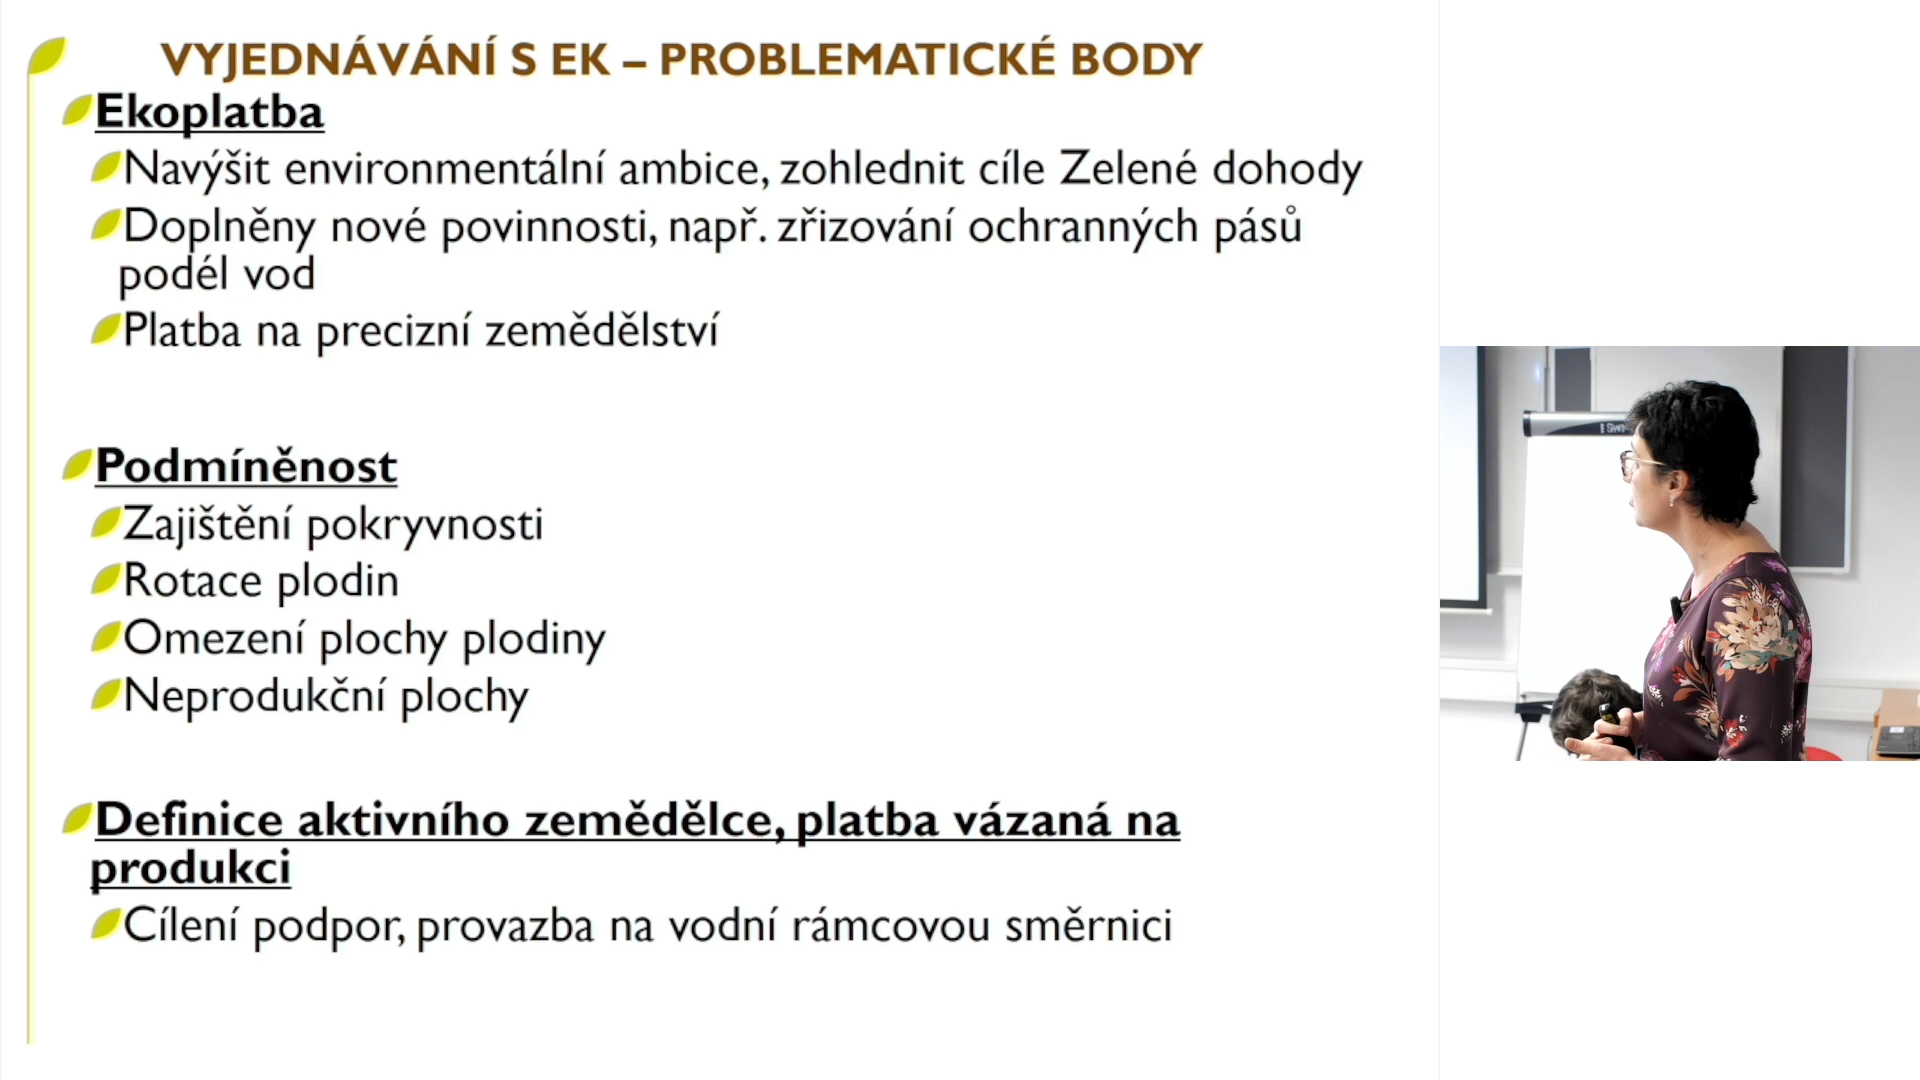 VYJEDNÁVÁNÍ S EK – PROBLEMATICKÉ BODY
Ekoplatba
Navýšit environmentální ambice, zohlednit cíle Zelené dohody
Doplněny nové povinnosti, např. zřizování ochranných pásů
podél vod
Platba na precizní zemědělství
Podmíněnost
Zajištění pokryvnosti
Rotace plodin
Omezení plochy plodiny
Neprodukční plochy
Definice aktivního zemědělce, platba vázaná na
produkci
Cílení podpor, provazba na vodní rámcovou směrnici